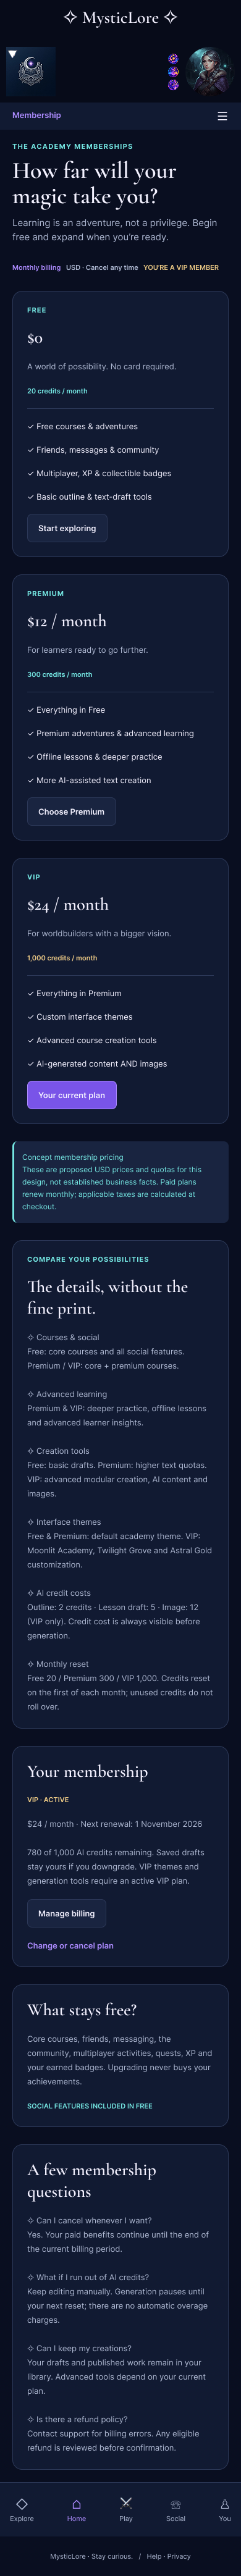 ✧ MysticLore ✧
Membership
THE ACADEMY MEMBERSHIPS
How far will your
magic take you?
Learning is an adventure, not a privilege. Begin
free and expand when you're ready.
Monthly billing USD · Cancel any time YOU'RE A VIP MEMBER
FREE
$0
A world of possibility. No card required.
20 credits / month
✓ Free courses & adventures
✓ Friends, messages & community
✓ Multiplayer, XP & collectible badges
✓ Basic outline & text-draft tools
Start exploring
PREMIUM
$12 / month
For learners ready to go further.
300 credits / month
✓ Everything in Free
✓ Premium adventures & advanced learning
✓ Offline lessons & deeper practice
✓ More AI-assisted text creation
Choose Premium
VIP
$24 / month
For worldbuilders with a bigger vision.
1,000 credits / month
✓ Everything in Premium
✓ Custom interface themes
✓ Advanced course creation tools
✓ AI-generated content AND images
Your current plan
Concept membership pricing
These are proposed USD prices and quotas for this
design, not established business facts. Paid plans
renew monthly; applicable taxes are calculated at
checkout.
COMPARE YOUR POSSIBILITIES
The details, without the
fine print.
✧ Courses & social
Free: core courses and all social features.
Premium / VIP: core + premium courses.
✧ Advanced learning
Premium & VIP: deeper practice, offline lessons
and advanced learner insights.
✧ Creation tools
Free: basic drafts. Premium: higher text quotas.
VIP: advanced modular creation, AI content and
images.
✧ Interface themes
Free & Premium: default academy theme. VIP:
Moonlit Academy, Twilight Grove and Astral Gold
customization.
✧ AI credit costs
Outline: 2 credits · Lesson draft: 5 · Image: 12
(VIP only). Credit cost is always visible before
generation.
✧ Monthly reset
Free 20 / Premium 300 / VIP 1,000. Credits reset
on the first of each month; unused credits do not
roll over.
Your membership
VIP · ACTIVE
$24 / month · Next renewal: 1 November 2026
780 of 1,000 AI credits remaining. Saved drafts
stay yours if you downgrade. VIP themes and
generation tools require an active VIP plan.
Manage billing
Change or cancel plan
What stays free?
Core courses, friends, messaging, the
community, multiplayer activities, quests, XP and
your earned badges. Upgrading never buys your
achievements.
SOCIAL FEATURES INCLUDED IN FREE
A few membership
questions
✧ Can I cancel whenever I want?
Yes. Your paid benefits continue until the end of
the current billing period.
✧ What if I run out of AI credits?
Keep editing manually. Generation pauses until
your next reset; there are no automatic overage
charges.
✧ Can I keep my creations?
Your drafts and published work remain in your
library. Advanced tools depend on your current
plan.
✧ Is there a refund policy?
Contact support for billing errors. Any eligible
refund is reviewed before confirmation.
Explore Home Play Social You
MysticLore · Stay curious. / Help · Privacy